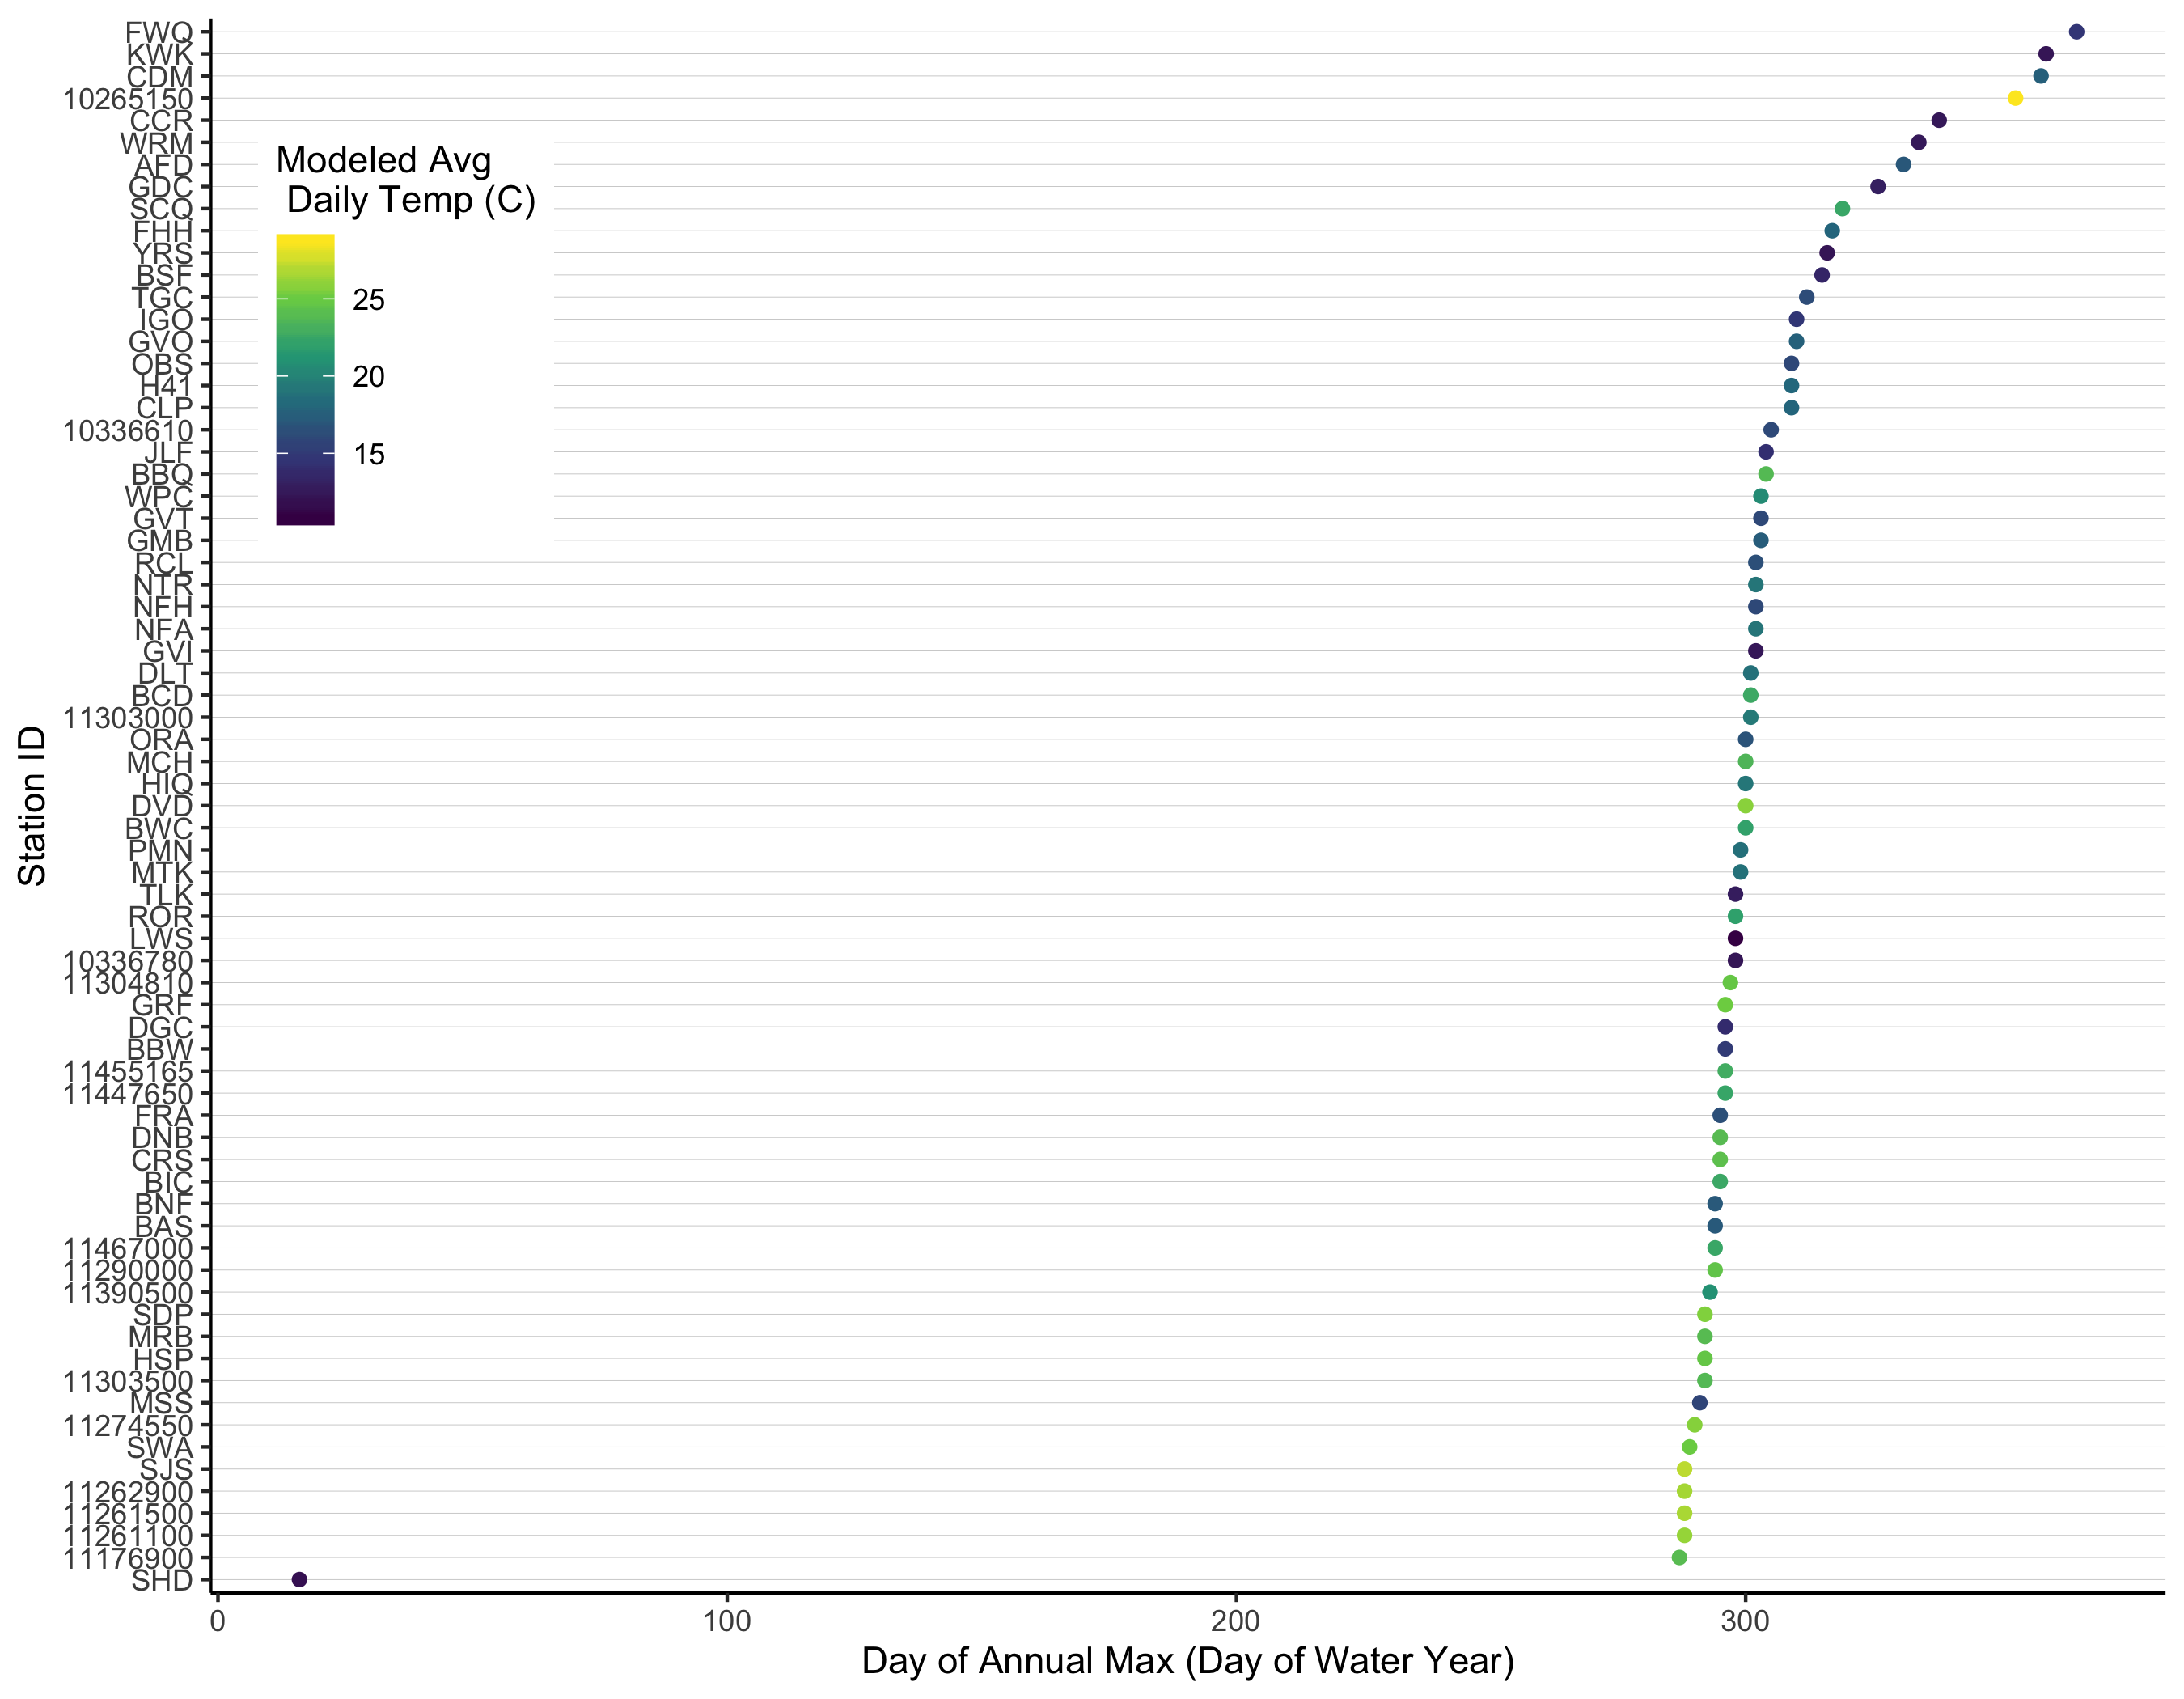 FWQ
KWK
CDM
10265150
CCR
WRM
AFD
GDC
SCQ
FHH
YRS
BSF
TGC
IGO
GVO
OBS
H41
CLP
10336610
JLF
BBQ
WPC
GVT
GMB
RCL
NTR
NFH
NFA
GVI
DLT
BCD
11303000
ORA
MCH
HIQ
DVD
BWC
PMN
MTK
TLK
ROR
LWS
10336780
11304810
GRF
DGC
BBW
11455165
11447650
FRA
DNB
CRS
BIC
BNF
BAS
11467000
11290000
11390500
SDP
MRB
HSP
11303500
MSS
11274550
SWA
SJS
11262900
11261500
11261100
11176900
SHD
Station ID
Modeled Avg
Daily Temp (C)
25
20
15
0 100 200 300
Day of Annual Max (Day of Water Year)